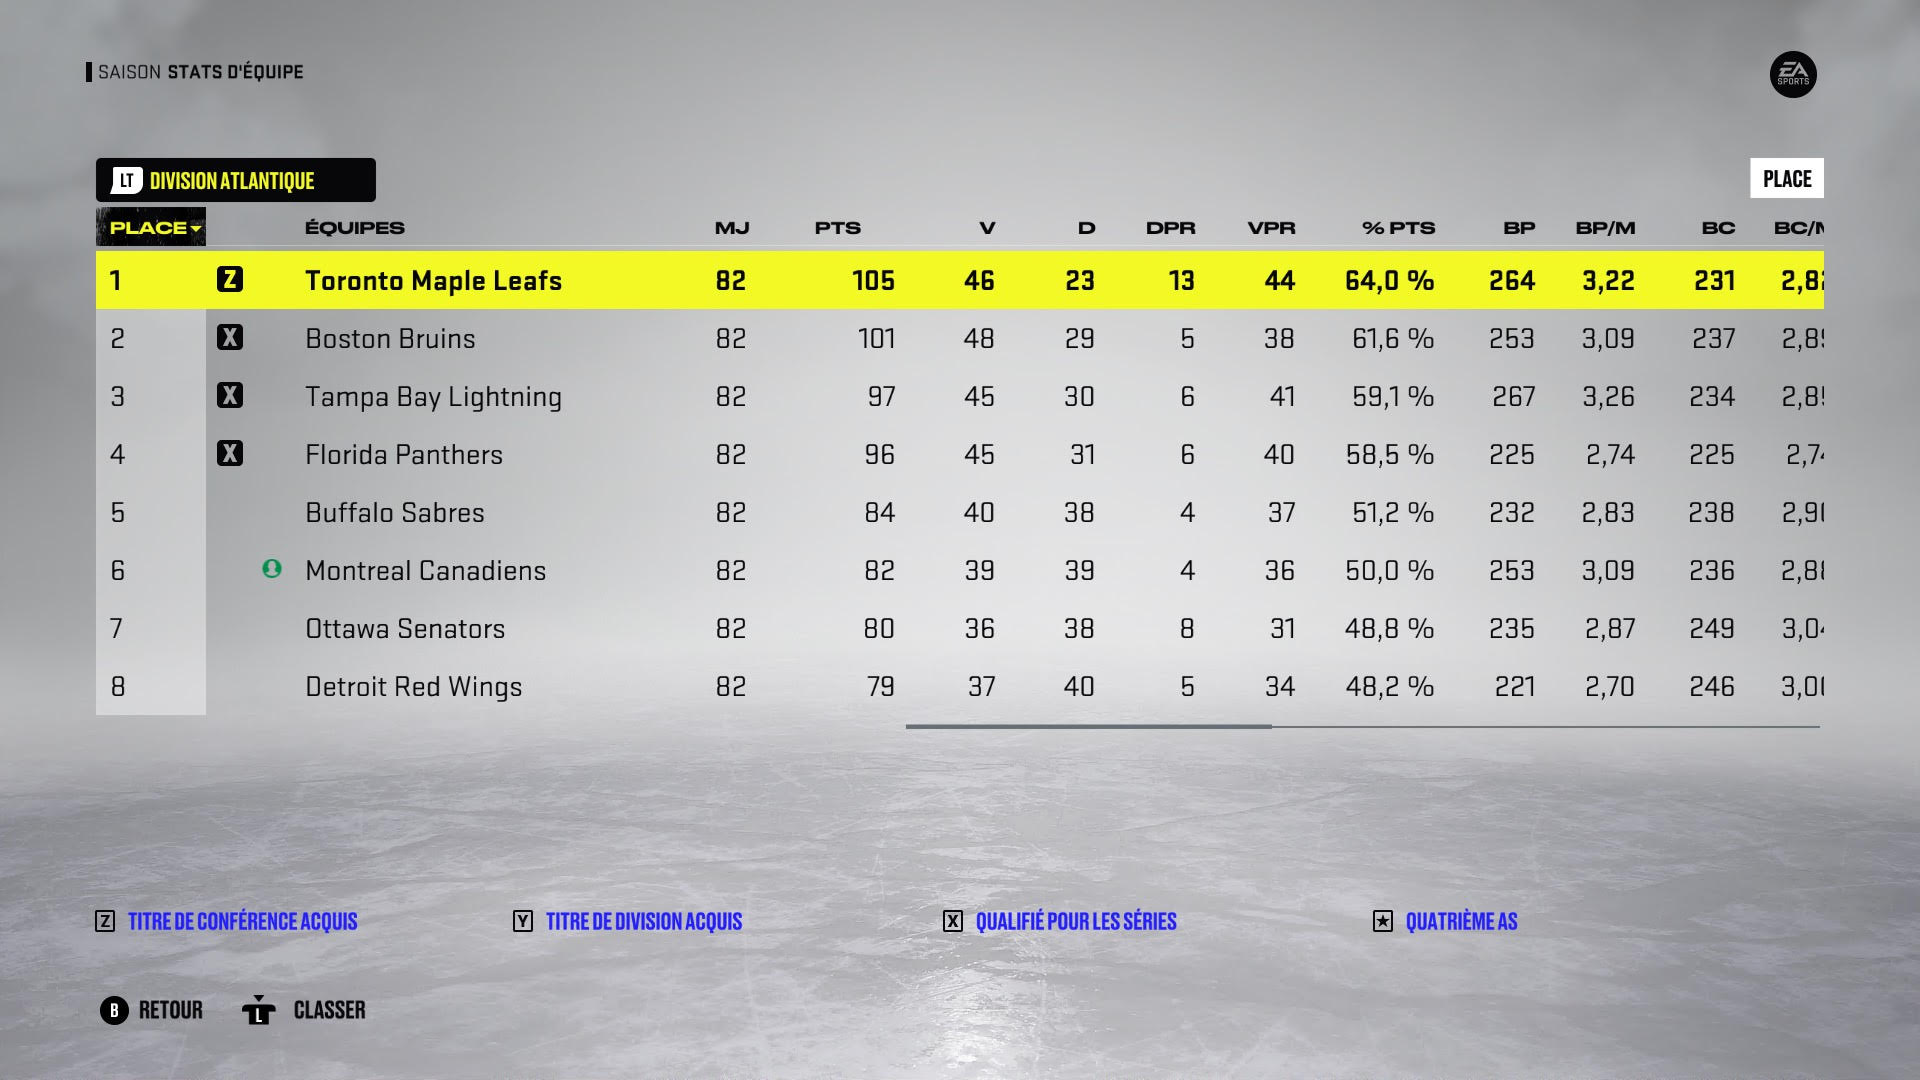 SAISON STATS D'ÉQUIPE
EA SPORTS
LT DIVISION ATLANTIQUE
PLACE
PLACE ÉQUIPES MJ PTS V D DPR VPR % PTS BP BP/M BC
1 Z Toronto Maple Leafs 82 105 46 23 13 44 64,0 % 264 3,22 231
2 X Boston Bruins 82 101 48 29 5 38 61,6 % 253 3,09 237
3 X Tampa Bay Lightning 82 97 45 30 6 41 59,1 % 267 3,26 234
4 X Florida Panthers 82 96 45 31 6 40 58,5 % 225 2,74 225
5 Buffalo Sabres 82 84 40 38 4 37 51,2 % 232 2,83 238
6 Montreal Canadiens 82 82 39 39 4 36 50,0 % 253 3,09 236
7 Ottawa Senators 82 80 36 38 8 31 48,8 % 235 2,87 249
8 Detroit Red Wings 82 79 37 40 5 34 48,2 % 221 2,70 246
Z TITRE DE CONFÉRENCE ACQUIS Y TITRE DE DIVISION ACQUIS X QUALIFIÉ POUR LES SÉRIES ★ QUATRIÈME AS
B RETOUR L CLASSER